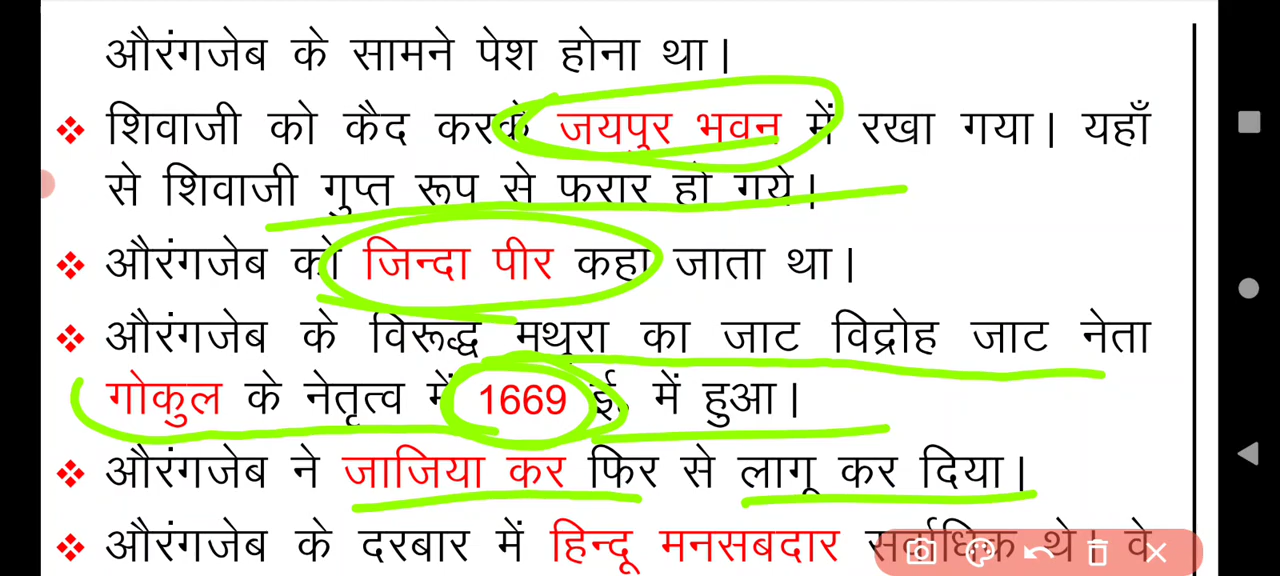 औरंगजेब के सामने पेश होना था।
❖ शिवाजी को कैद करके जयपुर भवन में रखा गया। यहाँ
से शिवाजी गुप्त रूप से फरार हो गये।
❖ औरंगजेब को जिन्दा पीर कहा जाता था।
❖ औरंगजेब के विरूद्ध मथुरा का जाट विद्रोह जाट नेता
गोकुल के नेतृत्व में 1669 ई. में हुआ।
❖ औरंगजेब ने जाजिया कर फिर से लागू कर दिया।
❖ औरंगजेब के दरबार में हिन्दू मनसबदार सर्वाधिक थे। वे